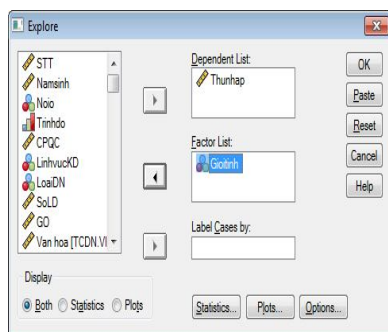 Explore
STT
Namsinh
Noio
Trinhdo
CPQC
LinhvucKD
LoaiDN
SoLD
GO
Van hoa [TCDN.VI
Dependent List:
Thunhap
Factor List:
Gioitinh
Label Cases by:
OK
Paste
Reset
Cancel
Help
Display
Both
Statistics
Plots
Statistics...
Plots...
Options...